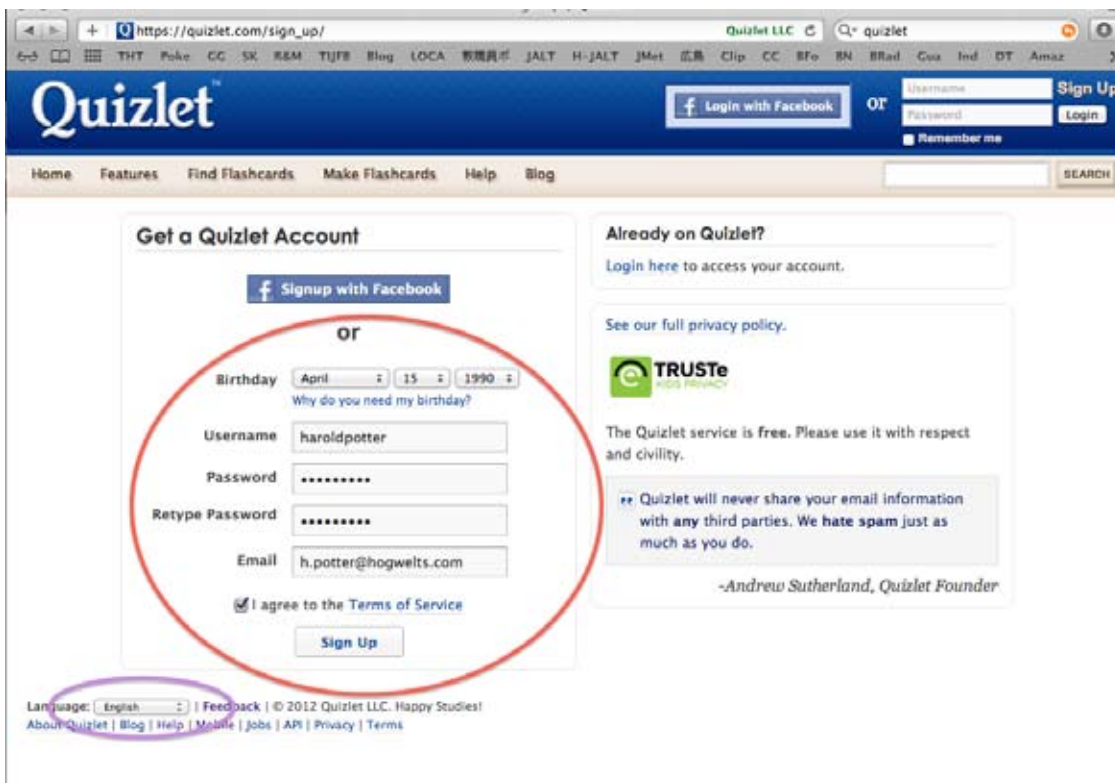 https://quizlet.com/sign_up/ Quizlet LLC quizlet
THT Poke CG SK R&M TUFB Blog LOCA JALT H-JALT JMet 広島 Clip CC BFo BN BRad Gua Ind DT Amaz
Quizlet
Login with Facebook or Username Sign Up
Password Login
Remember me
Home Features Find Flashcards Make Flashcards Help Blog SEARCH
Get a Quizlet Account
Signup with Facebook
or
Birthday April 15 1990
Why do you need my birthday?
Username haroldpotter
Password •••••••••
Retype Password •••••••••
Email h.potter@hogwelts.com
I agree to the Terms of Service
Sign Up
Already on Quizlet?
Login here to access your account.
See our full privacy policy.
TRUSTe
KIDS PRIVACY
The Quizlet service is free. Please use it with respect
and civility.
Quizlet will never share your email information
with any third parties. We hate spam just as
much as you do.
-Andrew Sutherland, Quizlet Founder
Language: English | Feedback | © 2012 Quizlet LLC. Happy Studies!
About Quizlet | Blog | Help | Mobile | Jobs | API | Privacy | Terms